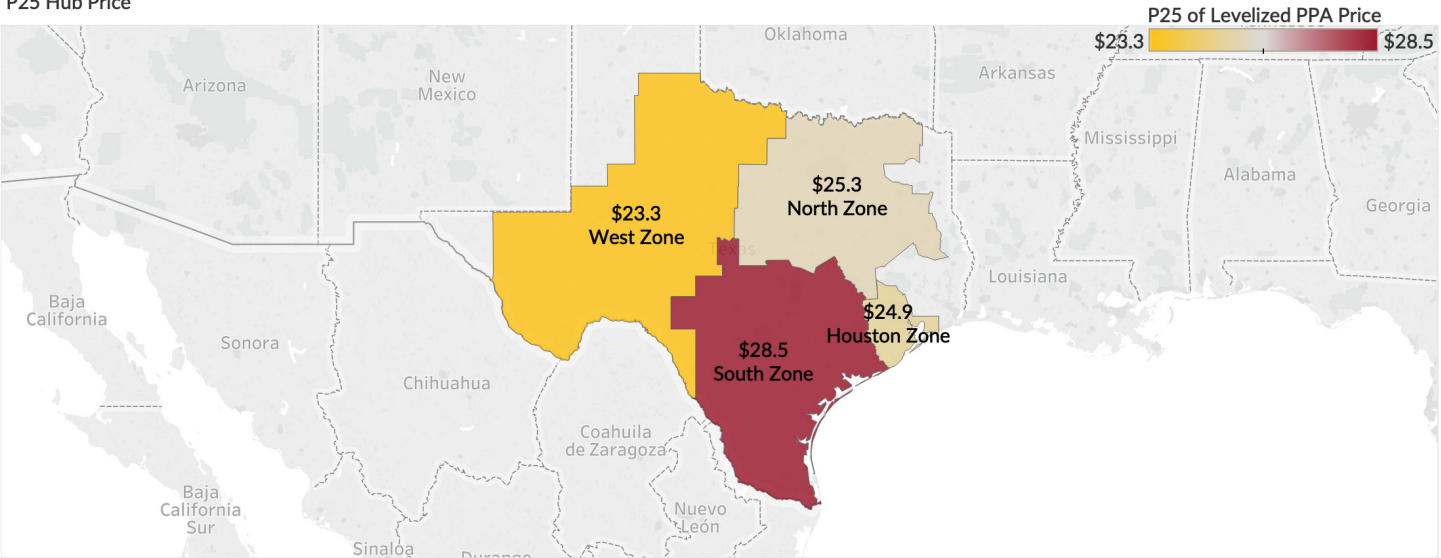 P25 Hub Price
P25 of Levelized PPA Price
$23.3
$28.5
Oklahoma
Tennessee
Arizona
New
Mexico
Arkansas
Mississippi
Alabama
Georgia
$25.3
North Zone
$23.3
West Zone
Texas
Louisiana
Baja
California
Sonora
Chihuahua
$24.9
Houston Zone
$28.5
South Zone
Coahuila
de Zaragoza
Baja
California
Sur
Nuevo
León
Sinaloa
Durango